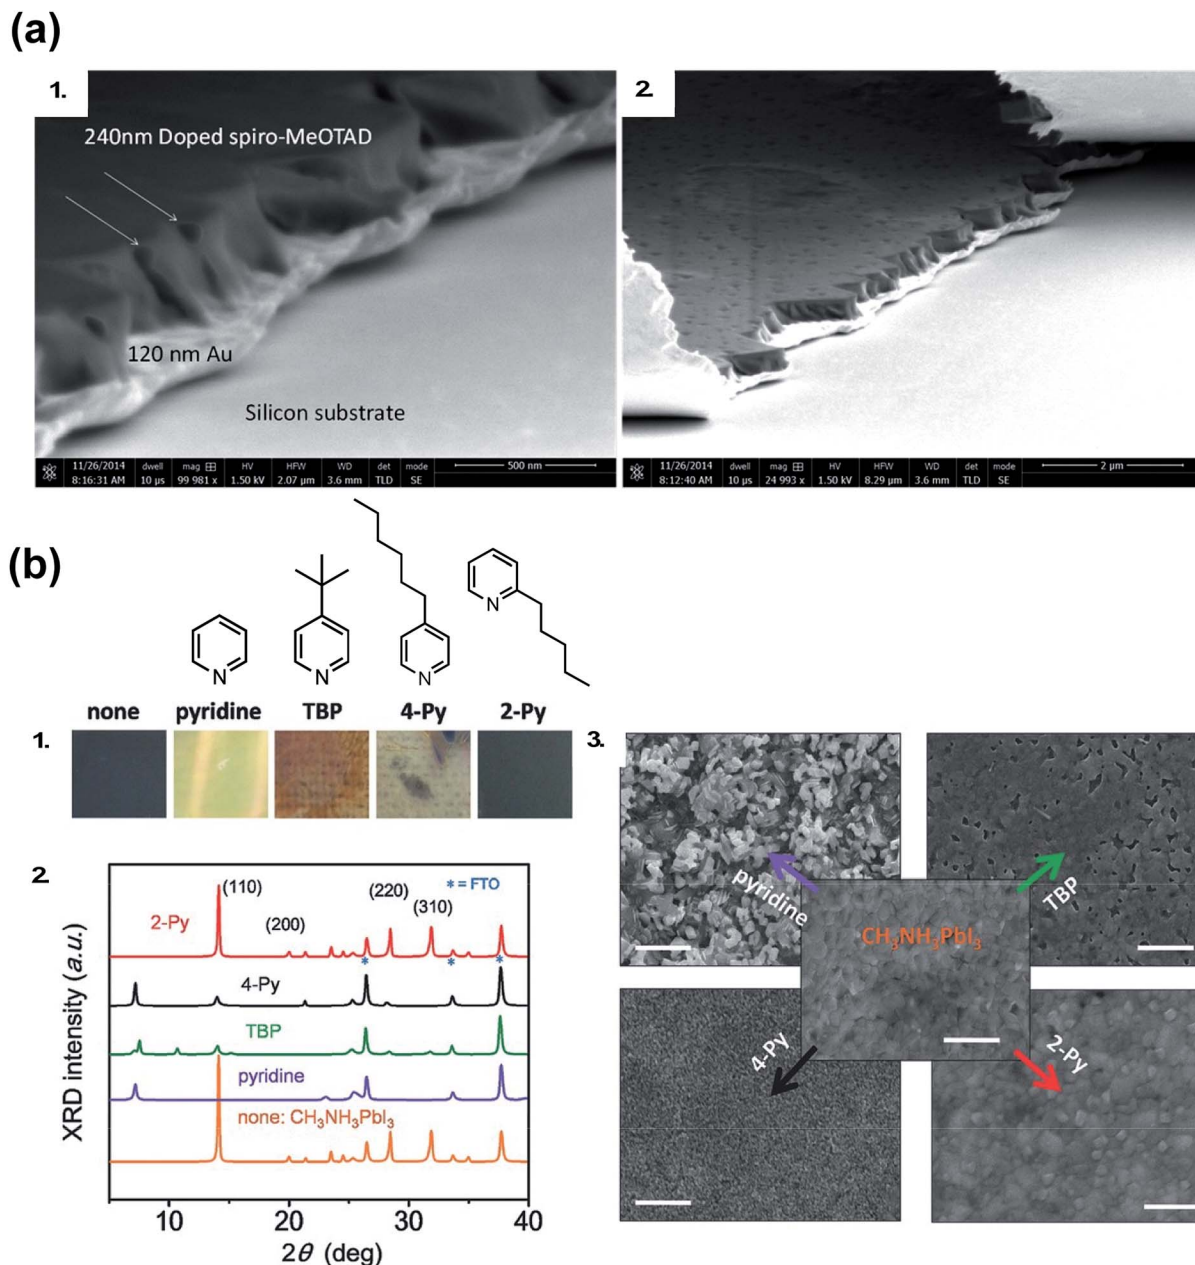 (a)
1.
240nm Doped spiro-MeOTAD
120 nm Au
Silicon substrate
11/26/2014 dwell mag HV HFW WD det mode
8:16:31 AM 10 µs 99 981 x 1.50 kV 2.07 µm 3.6 mm TLD SE
500 nm
2.
11/26/2014 dwell mag HV HFW WD det mode
8:12:40 AM 10 µs 24 993 x 1.50 kV 8.29 µm 3.6 mm TLD SE
2 µm
(b)
N
N
N
N
none pyridine TBP 4-Py 2-Py
1.
2.
(110)
(200)
(220)
(310)
* = FTO
2-Py
* * *
4-Py
TBP
pyridine
none: CH₃NH₃PbI₃
XRD intensity (a.u.)
10 20 30 40
2θ (deg)
3.
pyridine
TBP
CH₃NH₃PbI₃
4-Py
2-Py